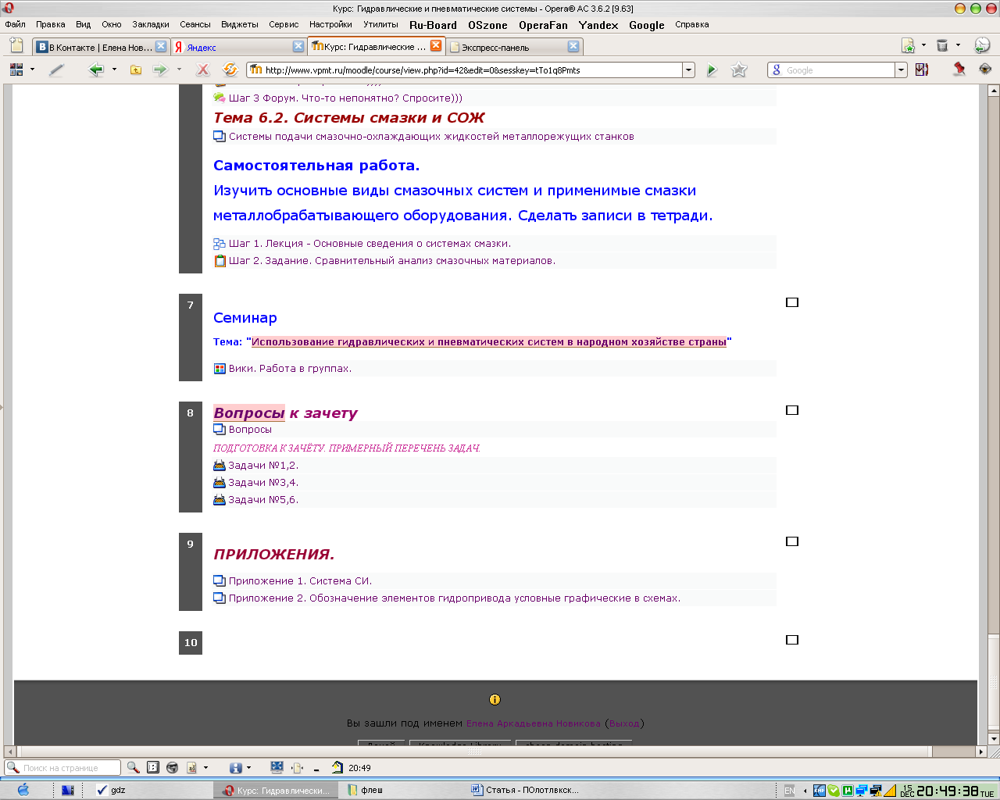 Курс: Гидравлические и пневматические системы - Opera® AC 3.6.2 [9.63]
Файл Правка Вид Окно Закладки Сеансы Виджеты Сервис Настройки Утилиты Ru-Board OSzone OperaFan Yandex Google Справка
В Контакте | Елена Нов... Яндекс Курс: Гидравлические ... Экспресс-панель
http://www.vpmt.ru/moodle/course/view.php?id=42&edit=0&sesskey=tTo1q8Pmts Google
Шаг 3 Форум. Что-то непонятно? Спросите)))
Тема 6.2. Системы смазки и СОЖ
Системы подачи смазочно-охлаждающих жидкостей металлорежущих станков
Самостоятельная работа.
Изучить основные виды смазочных систем и применимые смазки
металлобрабатывающего оборудования. Сделать записи в тетради.
Шаг 1. Лекция - Основные сведения о системах смазки.
Шаг 2. Задание. Сравнительный анализ смазочных материалов.
7
Семинар
Тема: "Использование гидравлических и пневматических систем в народном хозяйстве страны"
Вики. Работа в группах.
8
Вопросы к зачету
Вопросы
ПОДГОТОВКА К ЗАЧЁТУ. ПРИМЕРНЫЙ ПЕРЕЧЕНЬ ЗАДАЧ.
Задачи №1,2.
Задачи №3,4.
Задачи №5,6.
9
ПРИЛОЖЕНИЯ.
Приложение 1. Система СИ.
Приложение 2. Обозначение элементов гидропривода условные графические в схемах.
10
Вы зашли под именем Елена Аркадьевна Новикова (Выход)
Поиск на странице 20:49
gdz Курс: Гидравлически... флеш Статья - ПОлотлвкск... EN 15 DEC 20:49:38 TUE